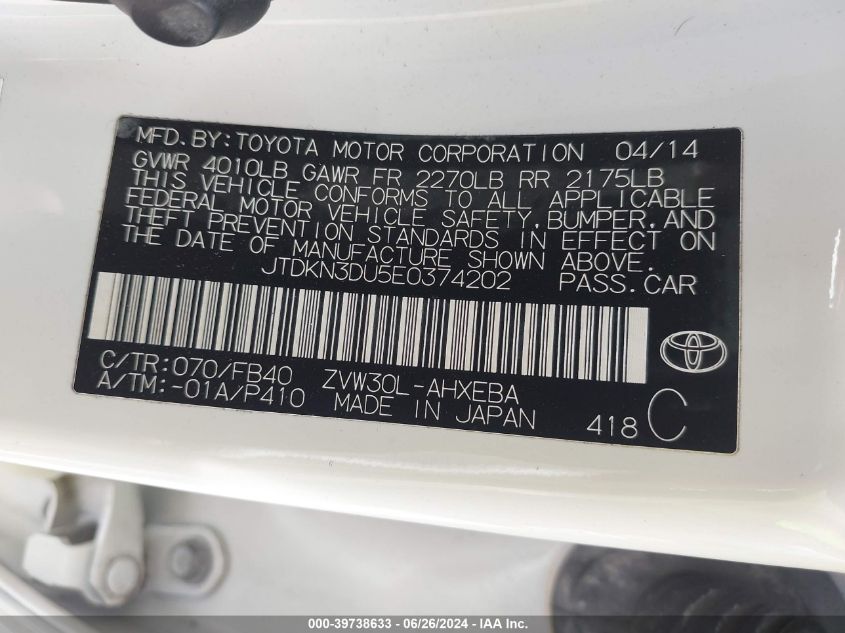 MFD.BY:TOYOTA MOTOR CORPORATION 04/14
GVWR 4010LB GAWR FR 2270LB RR 2175LB
THIS VEHICLE CONFORMS TO ALL APPLICABLE
FEDERAL MOTOR VEHICLE SAFETY,BUMPER,AND
THEFT PREVENTION STANDARDS IN EFFECT ON
THE DATE OF MANUFACTURE SHOWN ABOVE.
JTDKN3DU5E0374202 PASS.CAR
C/TR:070/FB40 ZVW30L-AHXEBA
A/TM:-01A/P410 MADE IN JAPAN 418 C
000-39738633 - 06/26/2024 - IAA Inc.